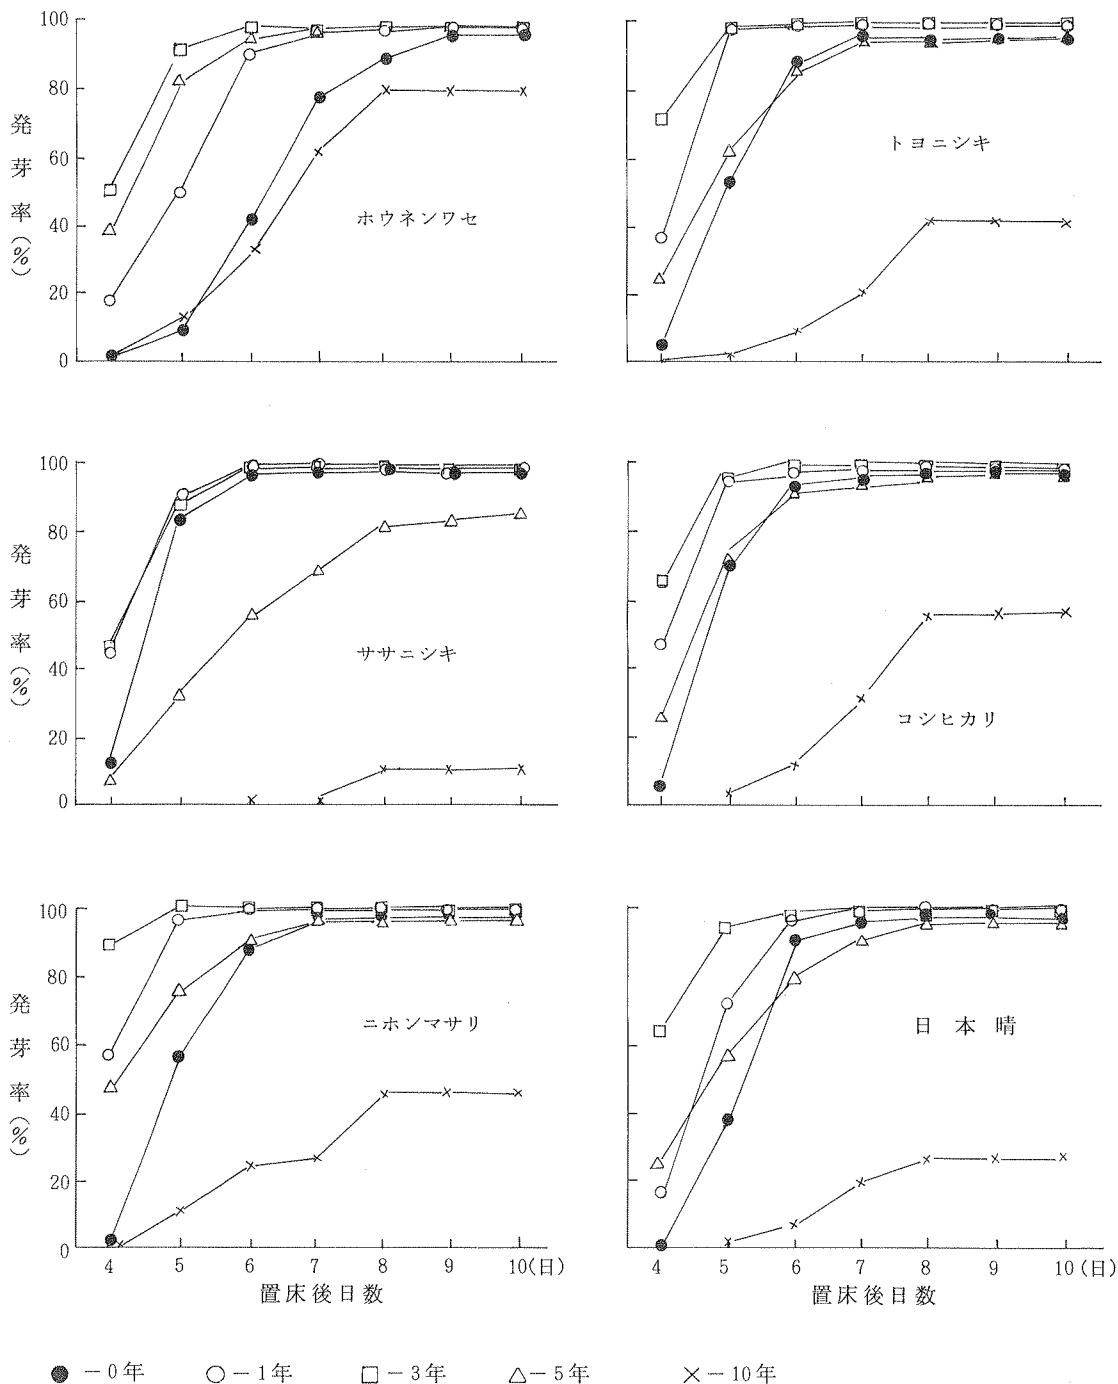 発芽率(%)
100
80
60
40
20
0
ホウネンワセ
トヨニシキ
発芽率(%)
100
80
60
40
20
0
ササニシキ
コシヒカリ
発芽率(%)
100
80
60
40
20
0
ニホンマサリ
日本晴
4 5 6 7 8 9 10(日)
置床後日数
4 5 6 7 8 9 10(日)
置床後日数
●-0年 ○-1年 □-3年 △-5年 ×-10年